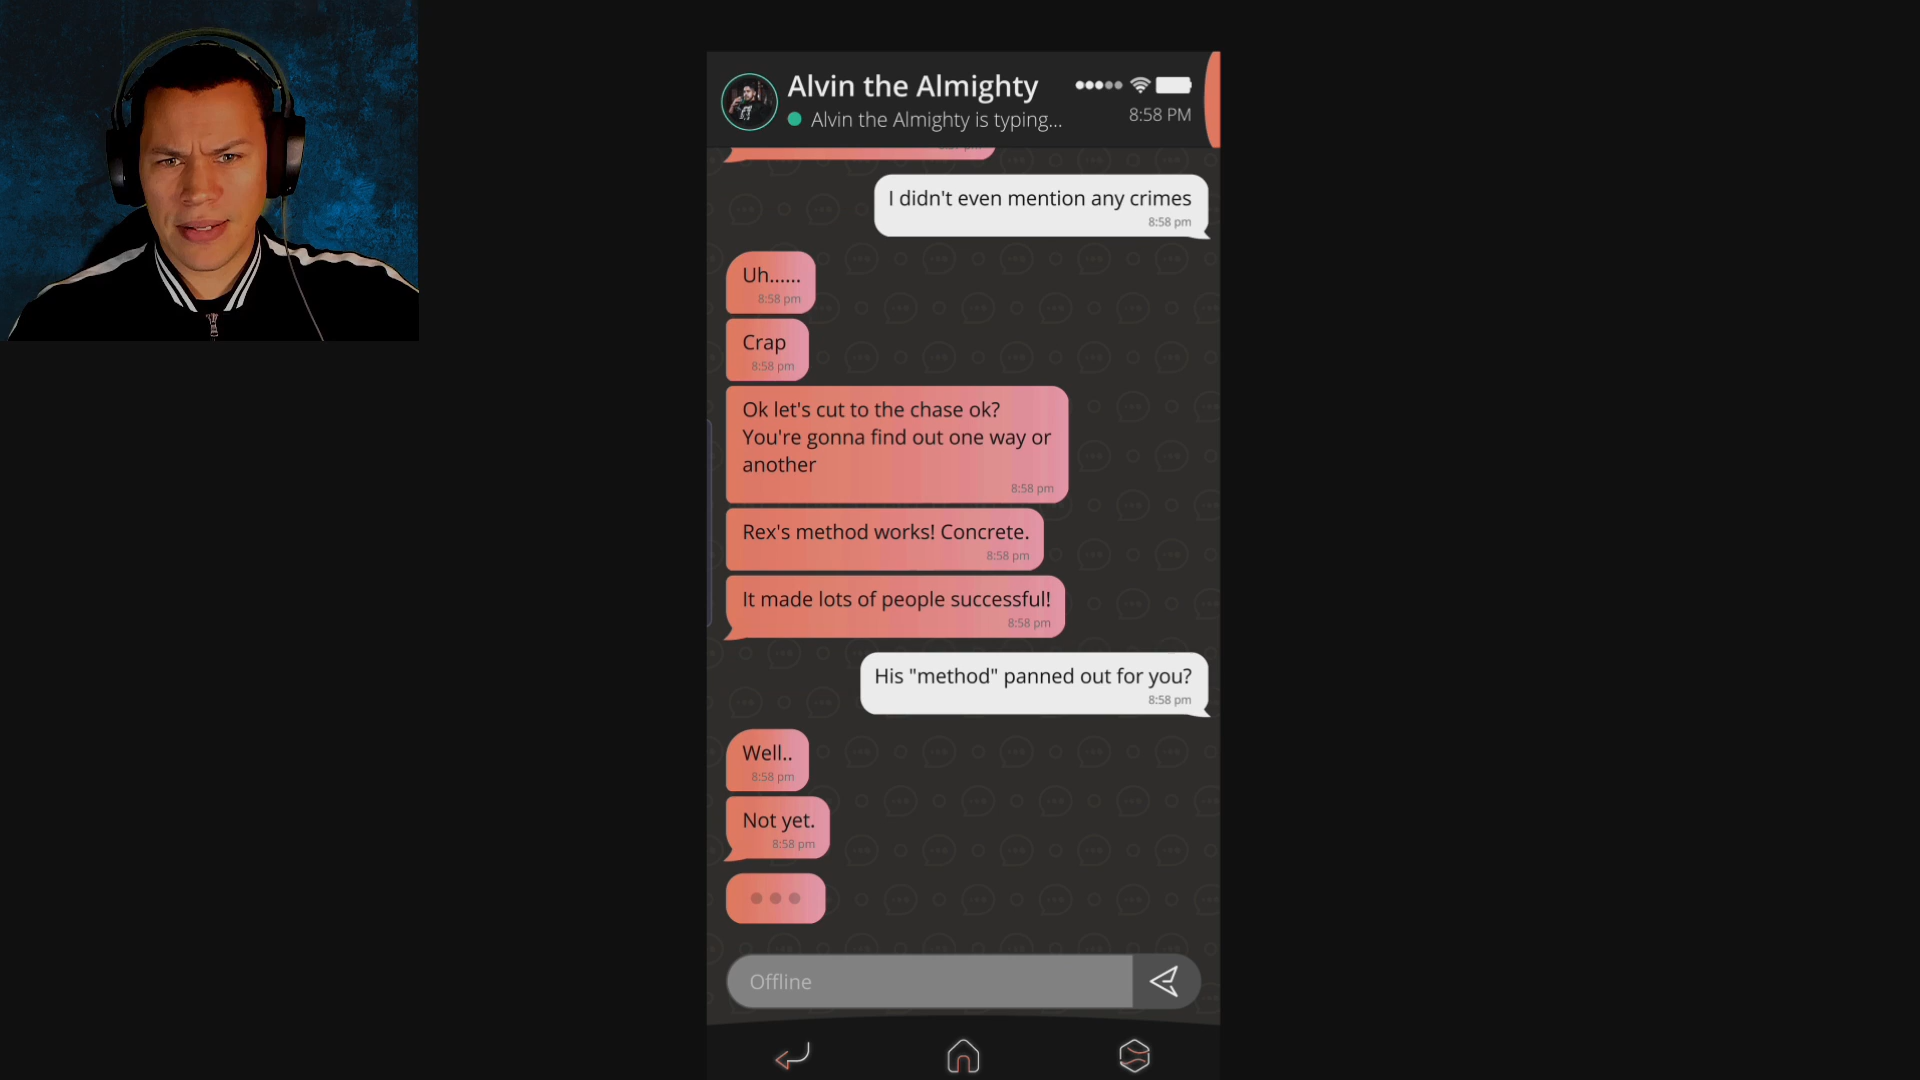 Alvin the Almighty
Alvin the Almighty is typing...
8:58 PM
I didn't even mention any crimes
8:58 pm
Uh......
8:58 pm
Crap
8:58 pm
Ok let's cut to the chase ok?
You're gonna find out one way or
another
8:58 pm
Rex's method works! Concrete.
8:58 pm
It made lots of people successful!
8:58 pm
His "method" panned out for you?
8:58 pm
Well..
8:58 pm
Not yet.
8:58 pm
Offline